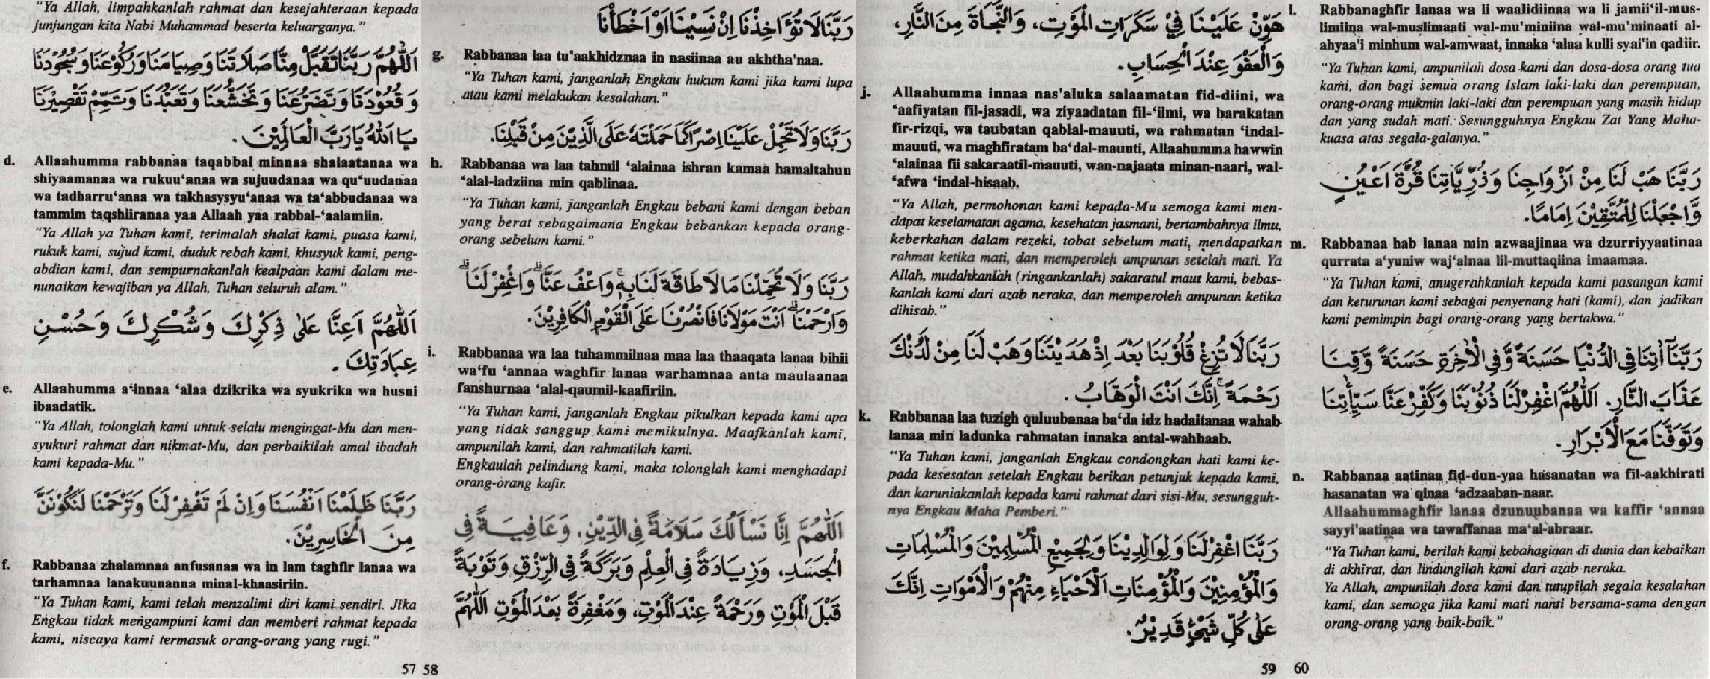 "Ya Allah, limpahkanlah rahmat dan kesejahteraan kepada
junjungan kita Nabi Muhammad beserta keluarganya."
اَللّٰهُمَّ رَبَّنَا تَقَبَّلْ مِنَّا صَلَاتَنَا وَصِيَامَنَا وَرُكُوْعَنَا وَسُجُوْدَنَا
وَقُعُوْدَنَا وَتَضَرُّعَنَا وَتَخَشُّعَنَا وَتَعَبُّدَنَا وَتَمِّمْ تَقْصِيْرَنَا
يَا اَللهُ يَارَبَّ الْعَالَمِيْنَ.
d. Allaahumma rabbanaa taqabbal minnaa shalaatanaa wa
shiyaamanaa wa rukuu'anaa wa sujuudanaa wa qu'uudanaa
wa tadharru'anaa wa takhasysyu'anaa wa ta'abbudanaa wa
tammim taqshiiranaa yaa Allaah yaa rabbal-'aalamiin.
"Ya Allah ya Tuhan kami, terimalah shalat kami, puasa kami,
rukuk kami, sujud kami, duduk rebah kami, khusyuk kami, peng-
abdian kami, dan sempurnakanlah kealpaan kami dalam me-
nunaikan kewajiban ya Allah, Tuhan seluruh alam."
اَللّٰهُمَّ اَعِنَّا عَلٰى ذِكْرِكَ وَشُكْرِكَ وَحُسْنِ
عِبَادَتِكَ.
e. Allaahumma a'innaa 'alaa dzikrika wa syukrika wa husni
ibaadatik.
"Ya Allah, tolonglah kami untuk selalu mengingat-Mu dan men-
syukuri rahmat dan nikmat-Mu, dan perbaikilah amal ibadah
kami kepada-Mu."
رَبَّنَا ظَلَمْنَا اَنْفُسَنَا وَاِنْ لَمْ تَغْفِرْ لَنَا وَتَرْحَمْنَا لَنَكُوْنَنَّ
مِنَ الْخَاسِرِيْنَ.
f. Rabbanaa zhalamnaa anfusanaa wa in lam taghfir lanaa wa
tarhamnaa lanakuunanna minal-khaasiriin.
"Ya Tuhan kami, kami telah menzalimi diri kami sendiri. Jika
Engkau tidak mengampuni kami dan memberi rahmat kepada
kami, niscaya kami termasuk orang-orang yang rugi."
57
رَبَّنَا لَا تُؤَاخِذْنَا اِنْ نَسِيْنَا اَوْ اَخْطَأْنَا
g. Rabbanaa laa tu'aakhidznaa in nasiinaa au akhtha'naa.
"Ya Tuhan kami, janganlah Engkau hukum kami jika kami lupa
atau kami melakukan kesalahan."
رَبَّنَا وَلَا تَحْمِلْ عَلَيْنَا اِصْرًا كَمَا حَمَلْتَهُ عَلَى الَّذِيْنَ مِنْ قَبْلِنَا.
h. Rabbanaa wa laa tahmil 'alainaa ishran kamaa hamaltahuu
'alal-ladziina min qablinaa.
"Ya Tuhan kami, janganlah Engkau bebani kami dengan beban
yang berat sebagaimana Engkau bebankan kepada orang-
orang sebelum kami."
رَبَّنَا وَلَا تُحَمِّلْنَا مَالَا طَاقَةَ لَنَا بِهٖ وَاعْفُ عَنَّا وَاغْفِرْ لَنَا
وَارْحَمْنَا اَنْتَ مَوْلَانَا فَانْصُرْنَا عَلَى الْقَوْمِ الْكَافِرِيْنَ.
i. Rabbanaa wa laa tuhammilnaa maa laa thaaqata lanaa bihii
wa'fu 'annaa waghfir lanaa warhamnaa anta maulaanaa
fanshurnaa 'alal-qaumil-kaafiriin.
"Ya Tuhan kami, janganlah Engkau pikulkan kepada kami apa
yang tidak sanggup kami memikulnya. Maafkanlah kami,
ampunilah kami, dan rahmatilah kami.
Engkaulah pelindung kami, maka tolonglah kami menghadapi
orang-orang kafir.
اَللّٰهُمَّ اِنَّا نَسْأَلُكَ سَلَامَةً فِى الدِّيْنِ. وَعَافِيَةً فِى
الْجَسَدِ، وَزِيَادَةً فِى الْعِلْمِ وَبَرَكَةً فِى الرِّزْقِ وَتَوْبَةً
قَبْلَ الْمَوْتِ وَرَحْمَةً عِنْدَ الْمَوْتِ، وَمَغْفِرَةً بَعْدَ الْمَوْتِ اَللّٰهُمَّ
58
هَوِّنْ عَلَيْنَا فِيْ سَكَرَاتِ الْمَوْتِ، وَالنَّجَاةَ مِنَ النَّارِ،
وَالْعَفْوَ عِنْدَ الْحِسَابِ.
j. Allaahumma innaa nas'aluka salaamatan fid-diini, wa
'aafiyatan fil-jasadi, wa ziyaadatan fil-'ilmi, wa barakatan
fir-rizqi, wa taubatan qablal-mauuti, wa rahmatan 'indal-
mauuti, wa maghfiratam ba'dal-mauuti, Allaahumma hawwin
'alainaa fii sakaraatil-mauuti, wan-najaata minan-naari, wal-
'afwa 'indal-hisaab.
"Ya Allah, permohonan kami kepada-Mu semoga kami men-
dapat keselamatan agama, kesehatan jasmani, bertambahnya ilmu,
keberkahan dalam rezeki, tobat sebelum mati, mendapatkan
rahmat ketika mati, dan memperoleh ampunan setelah mati. Ya
Allah, mudahkanlah (ringankanlah) sakaratul maut kami, bebas-
kanlah kami dari azab neraka, dan memperoleh ampunan ketika
dihisab."
رَبَّنَا لَا تُزِغْ قُلُوْبَنَا بَعْدَ اِذْ هَدَيْتَنَا وَهَبْ لَنَا مِنْ لَدُنْكَ
رَحْمَةً اِنَّكَ اَنْتَ الْوَهَّابُ.
k. Rabbanaa laa tuzigh quluubanaa ba'da idz hadaitanaa wahab
lanaa min ladunka rahmatan innaka antal-wahhaab.
"Ya Tuhan kami, janganlah Engkau condongkan hati kami ke-
pada kesesatan setelah Engkau berikan petunjuk kepada kami,
dan karuniakanlah kepada kami rahmat dari sisi-Mu, sesungguh-
nya Engkau Maha Pemberi."
رَبَّنَا اغْفِرْ لَنَا وَلِوَالِدِيْنَا وَلِجَمِيْعِ الْمُسْلِمِيْنَ وَالْمُسْلِمَاتِ
وَالْمُؤْمِنِيْنَ وَالْمُؤْمِنَاتِ اَلْاَحْيَاءِ مِنْهُمْ وَالْاَمْوَاتِ اِنَّكَ
عَلٰى كُلِّ شَيْءٍ قَدِيْرٌ.
59
l. Rabbanaghfir lanaa wa li waalidiinaa wa li jamii'il-mus-
limiina wal-muslimaati wal-mu'miniina wal-mu'minaati al-
ahyaa'i minhum wal-amwaat, innaka 'alaa kulli syai'in qadiir.
"Ya Tuhan kami, ampunilah dosa kami dan dosa-dosa orang tua
kami, dan bagi semua orang Islam laki-laki dan perempuan,
orang-orang mukmin laki-laki dan perempuan yang masih hidup
dan yang sudah mati. Sesungguhnya Engkau Zat Yang Maha-
kuasa atas segala-galanya."
رَبَّنَا هَبْ لَنَا مِنْ اَزْوَاجِنَا وَذُرِّيَّاتِنَا قُرَّةَ اَعْيُنٍ
وَّاجْعَلْنَا لِلْمُتَّقِيْنَ اِمَامًا.
m. Rabbanaa hab lanaa min azwaajinaa wa dzurriyyaatinaa
qurrata a'yuniw waj'alnaa lil-muttaqiina imaamaa.
"Ya Tuhan kami, anugerahkanlah kepada kami pasangan kami
dan keturunan kami sebagai penyenang hati (kami), dan jadikan
kami pemimpin bagi orang-orang yang bertakwa."
رَبَّنَا اٰتِنَا فِى الدُّنْيَا حَسَنَةً وَّفِى الْاٰخِرَةِ حَسَنَةً وَّقِنَا
عَذَابَ النَّارِ. اَللّٰهُمَّ اغْفِرْ لَنَا ذُنُوْبَنَا وَكَفِّرْ عَنَّا سَيِّاٰتِنَا
وَتَوَفَّنَا مَعَ الْاَبْرَارِ.
n. Rabbanaa aatinaa fid-dun-yaa hasanatan wa fil-aakhirati
hasanatan wa qinaa 'adzaaban-naar.
Allaahummaghfir lanaa dzunuubanaa wa kaffir 'annaa
sayyi'aatinaa wa tawaffanaa ma'al-abraar.
"Ya Tuhan kami, berilah kami kebahagiaan di dunia dan kebaikan
di akhirat, dan lindungilah kami dari azab neraka.
Ya Allah, ampunilah dosa kami dan tutupilah segala kesalahan
kami, dan semoga jika kami mati nanti bersama-sama dengan
orang-orang yang baik-baik."
60